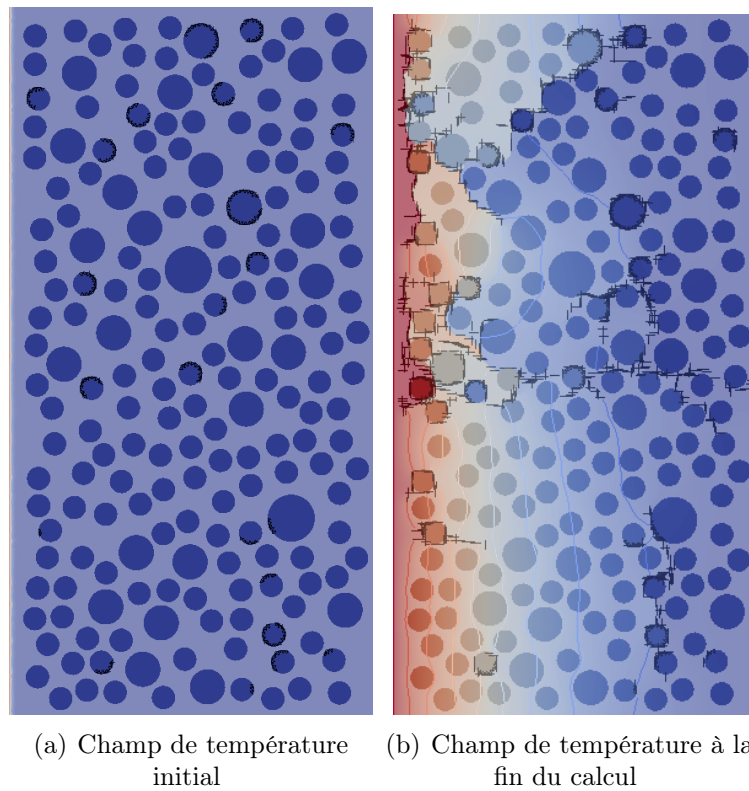 (a) Champ de température
initial
(b) Champ de température à la
fin du calcul